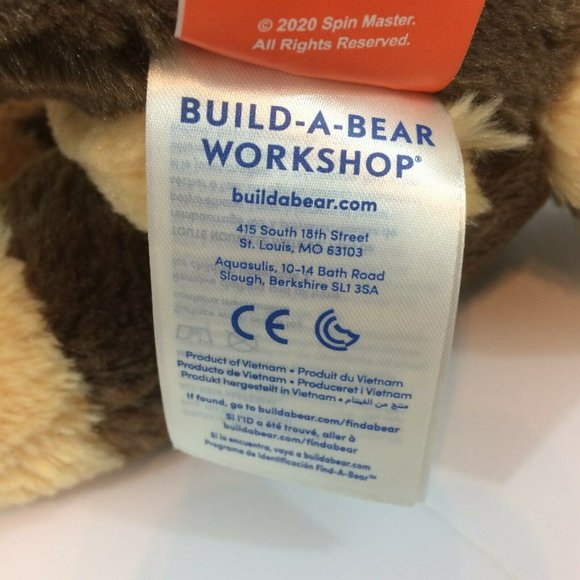 © 2020 Spin Master.
All Rights Reserved.
BUILD-A-BEAR
WORKSHOP®
buildabear.com
415 South 18th Street
St. Louis, MO 63103
Aquasulis, 10-14 Bath Road
Slough, Berkshire SL1 3SA
CE
Product of Vietnam • Produit du Vietnam
Producto de Vietnam • Produceret i Vietnam
Produkt hergestellt in Vietnam • منتج من الفيتنام
If found, go to buildabear.com/findabear
Si l'ID a été trouvé, aller à
buildabear.com/findabear
Si le encuentro, vaya a buildabear.com
Programa de Identificación Find-A-Bear™